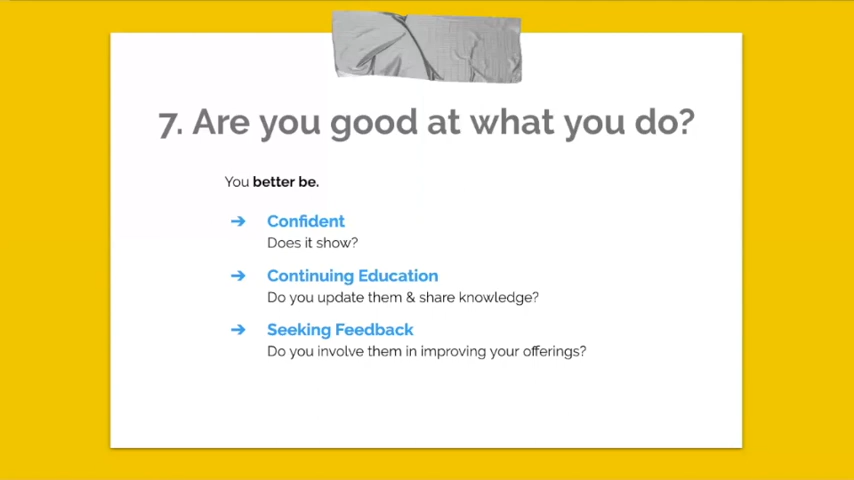 7. Are you good at what you do?
You better be.
➔ Confident
Does it show?
➔ Continuing Education
Do you update them & share knowledge?
➔ Seeking Feedback
Do you involve them in improving your offerings?